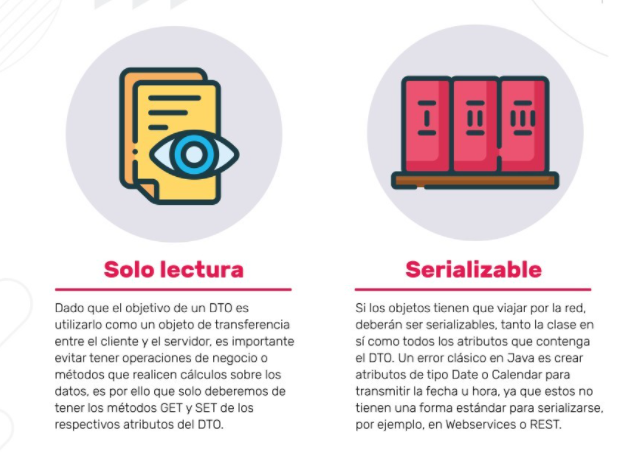 Solo lectura
Dado que el objetivo de un DTO es
utilizarlo como un objeto de transferencia
entre el cliente y el servidor, es importante
evitar tener operaciones de negocio o
métodos que realicen cálculos sobre los
datos, es por ello que solo deberemos de
tener los métodos GET y SET de los
respectivos atributos del DTO.
I II III
Serializable
Si los objetos tienen que viajar por la red,
deberán ser serializables, tanto la clase en
sí como todos los atributos que contenga
el DTO. Un error clásico en Java es crear
atributos de tipo Date o Calendar para
transmitir la fecha u hora, ya que estos no
tienen una forma estándar para serializarse,
por ejemplo, en Webservices o REST.